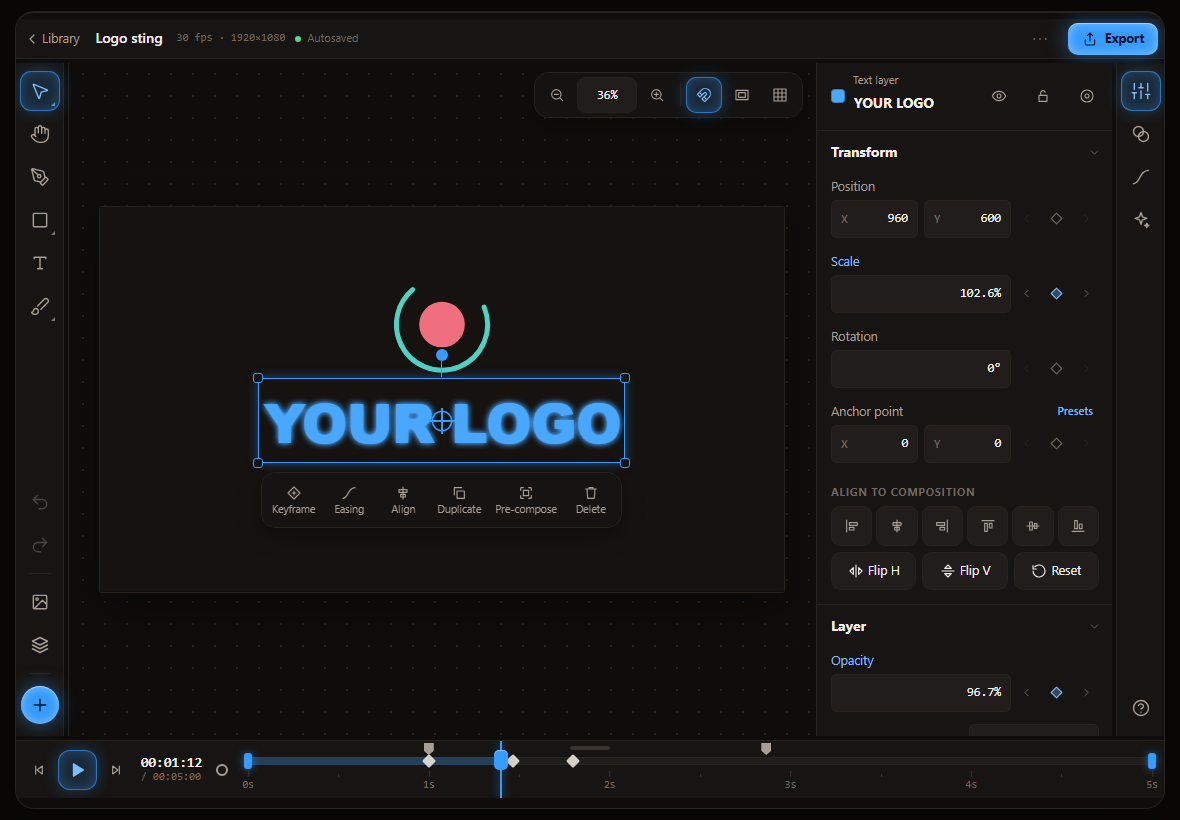 Library
Logo sting
30 fps · 1920×1080
Autosaved
Export
36%
Text layer
YOUR LOGO
Transform
Position
X 960
Y 600
Scale
102.6%
Rotation
0°
Anchor point
Presets
X 0
Y 0
ALIGN TO COMPOSITION
Flip H
Flip V
Reset
Layer
Opacity
96.7%
YOUR LOGO
Keyframe
Easing
Align
Duplicate
Pre-compose
Delete
00:01:12
/ 00:05:00
0s
1s
2s
3s
4s
5s